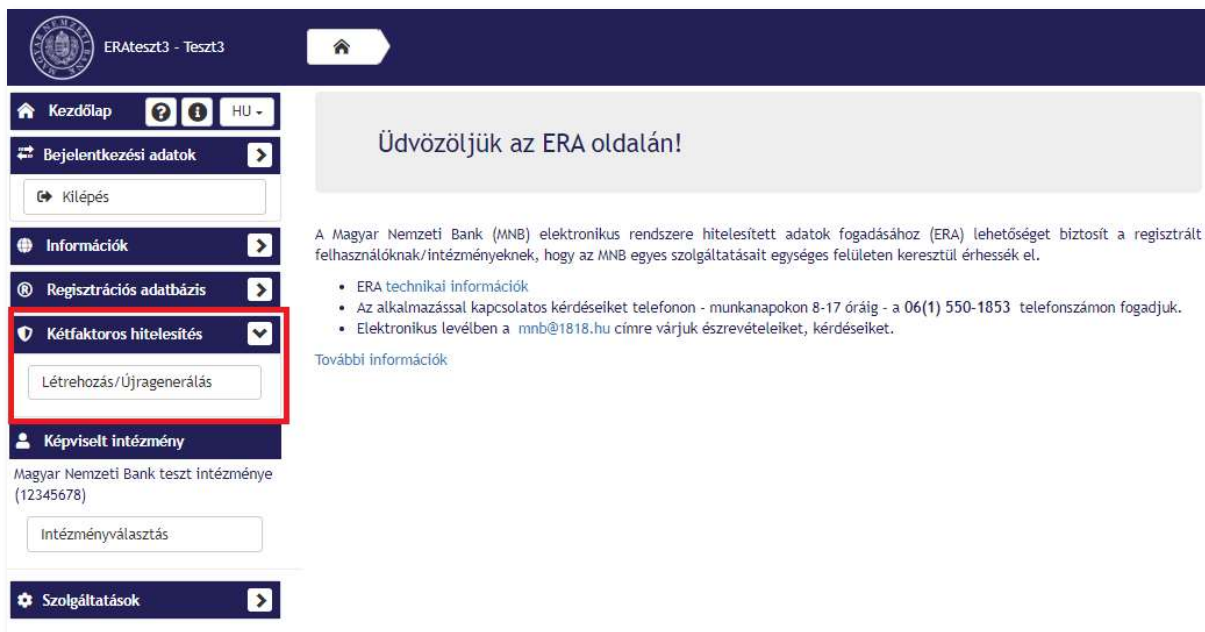 MAGYAR NEMZETI BANK
ERAteszt3 - Teszt3
Kezdőlap
HU
Bejelentkezési adatok
Kilépés
Információk
Regisztrációs adatbázis
Kétfaktoros hitelesítés
Létrehozás/Újragenerálás
Képviselt intézmény
Magyar Nemzeti Bank teszt intézménye
(12345678)
Intézményválasztás
Szolgáltatások
Üdvözöljük az ERA oldalán!
A Magyar Nemzeti Bank (MNB) elektronikus rendszere hitelesített adatok fogadásához (ERA) lehetőséget biztosít a regisztrált
felhasználóknak/intézményeknek, hogy az MNB egyes szolgáltatásait egységes felületen keresztül érhessék el.
• ERA technikai információk
• Az alkalmazással kapcsolatos kérdéseiket telefonon - munkanapokon 8-17 óráig - a 06(1) 550-1853 telefonszámon fogadjuk.
• Elektronikus levélben a mnb@1818.hu címre várjuk észrevételeiket, kérdéseiket.
További információk